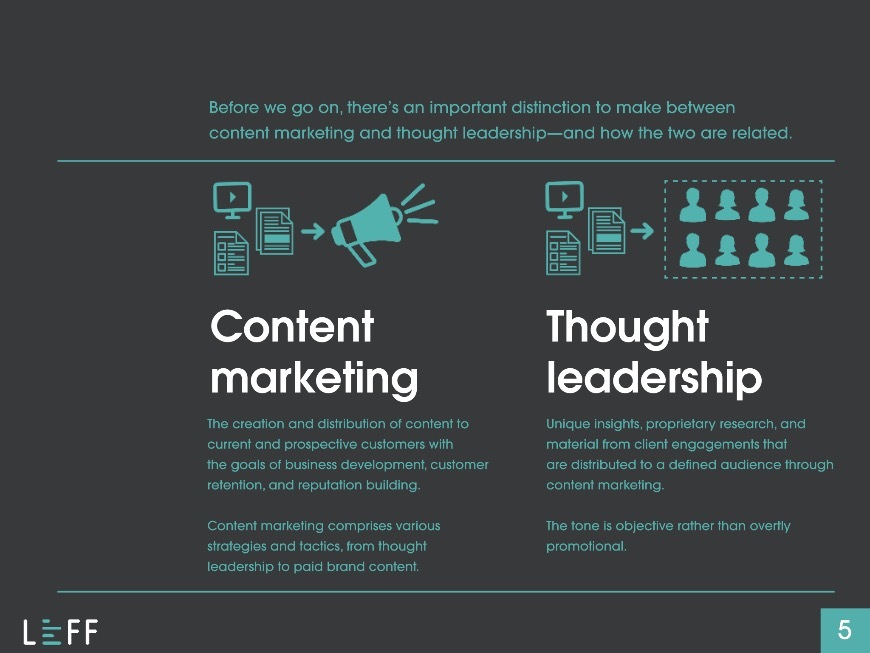 Before we go on, there's an important distinction to make between
content marketing and thought leadership—and how the two are related.
Content
marketing
The creation and distribution of content to
current and prospective customers with
the goals of business development, customer
retention, and reputation building.
Content marketing comprises various
strategies and tactics, from thought
leadership to paid brand content.
Thought
leadership
Unique insights, proprietary research, and
material from client engagements that
are distributed to a defined audience through
content marketing.
The tone is objective rather than overtly
promotional.
LEFF
5